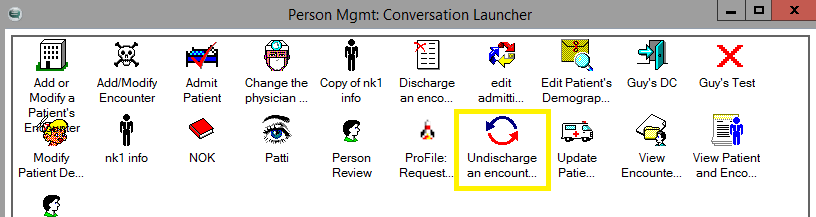 Person Mgmt: Conversation Launcher
Add or
Modify a
Patient's
Encounter
Add/Modify
Encounter
Admit
Patient
Change the
physician ...
Copy of nk1
info
Discharge
an enco...
edit
admitti...
Edit Patient's
Demograp...
Guy's DC
Guy's Test
Modify
Patient De...
nk1 info
NOK
Patti
Person
Review
ProFile:
Request...
Undischarge
an encount...
Update
Patie...
View
Encounte...
View Patient
and Enco...